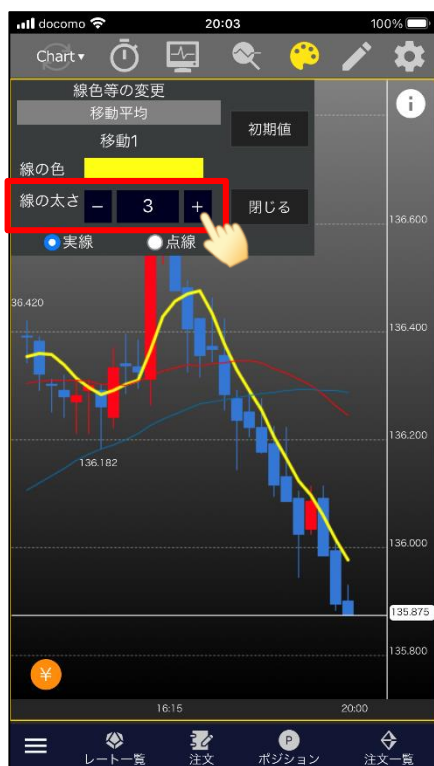 docomo 20:03 100%
Chart▾
線色等の変更
移動平均
移動1
初期値
線の色
線の太さ − 3 +
閉じる
実線 点線
i
136.600
36.420
136.400
136.200
136.182
136.000
135.875
135.800
¥
16:15 20:00
P
レート一覧 注文 ポジション 注文一覧